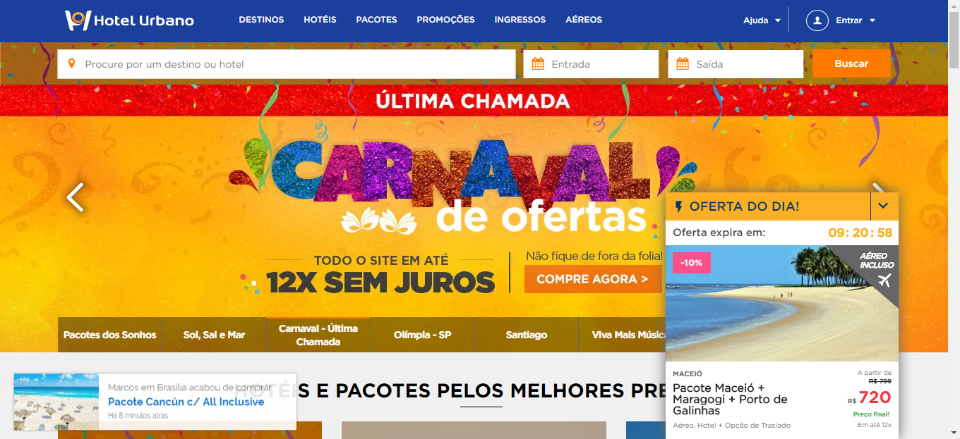 Hotel Urbano
DESTINOS HOTÉIS PACOTES PROMOÇÕES INGRESSOS AÉREOS
Ajuda Entrar
Procure por um destino ou hotel
Entrada
Saída
Buscar
ÚLTIMA CHAMADA
CARNAVAL
de ofertas
TODO O SITE EM ATÉ
12X SEM JUROS
Não fique de fora da folia!
COMPRE AGORA >
Pacotes dos Sonhos
Sol, Sal e Mar
Carnaval - Última
Chamada
Olímpia - SP
Santiago
Viva Mais Músic
OFERTA DO DIA!
Oferta expira em: 09: 20: 58
-10%
AÉREO
INCLUSO
MACEIÓ
Pacote Maceió +
Maragogi + Porto de
Galinhas
Aéreo, Hotel + Opção de Traslado
A partir de
R$ 799
R$ 720
Preço final!
Em até 12x
Marcos em Brasília acabou de comprar
Pacote Cancún c/ All Inclusive
Há 8 minutos atrás
HOTÉIS E PACOTES PELOS MELHORES PRE